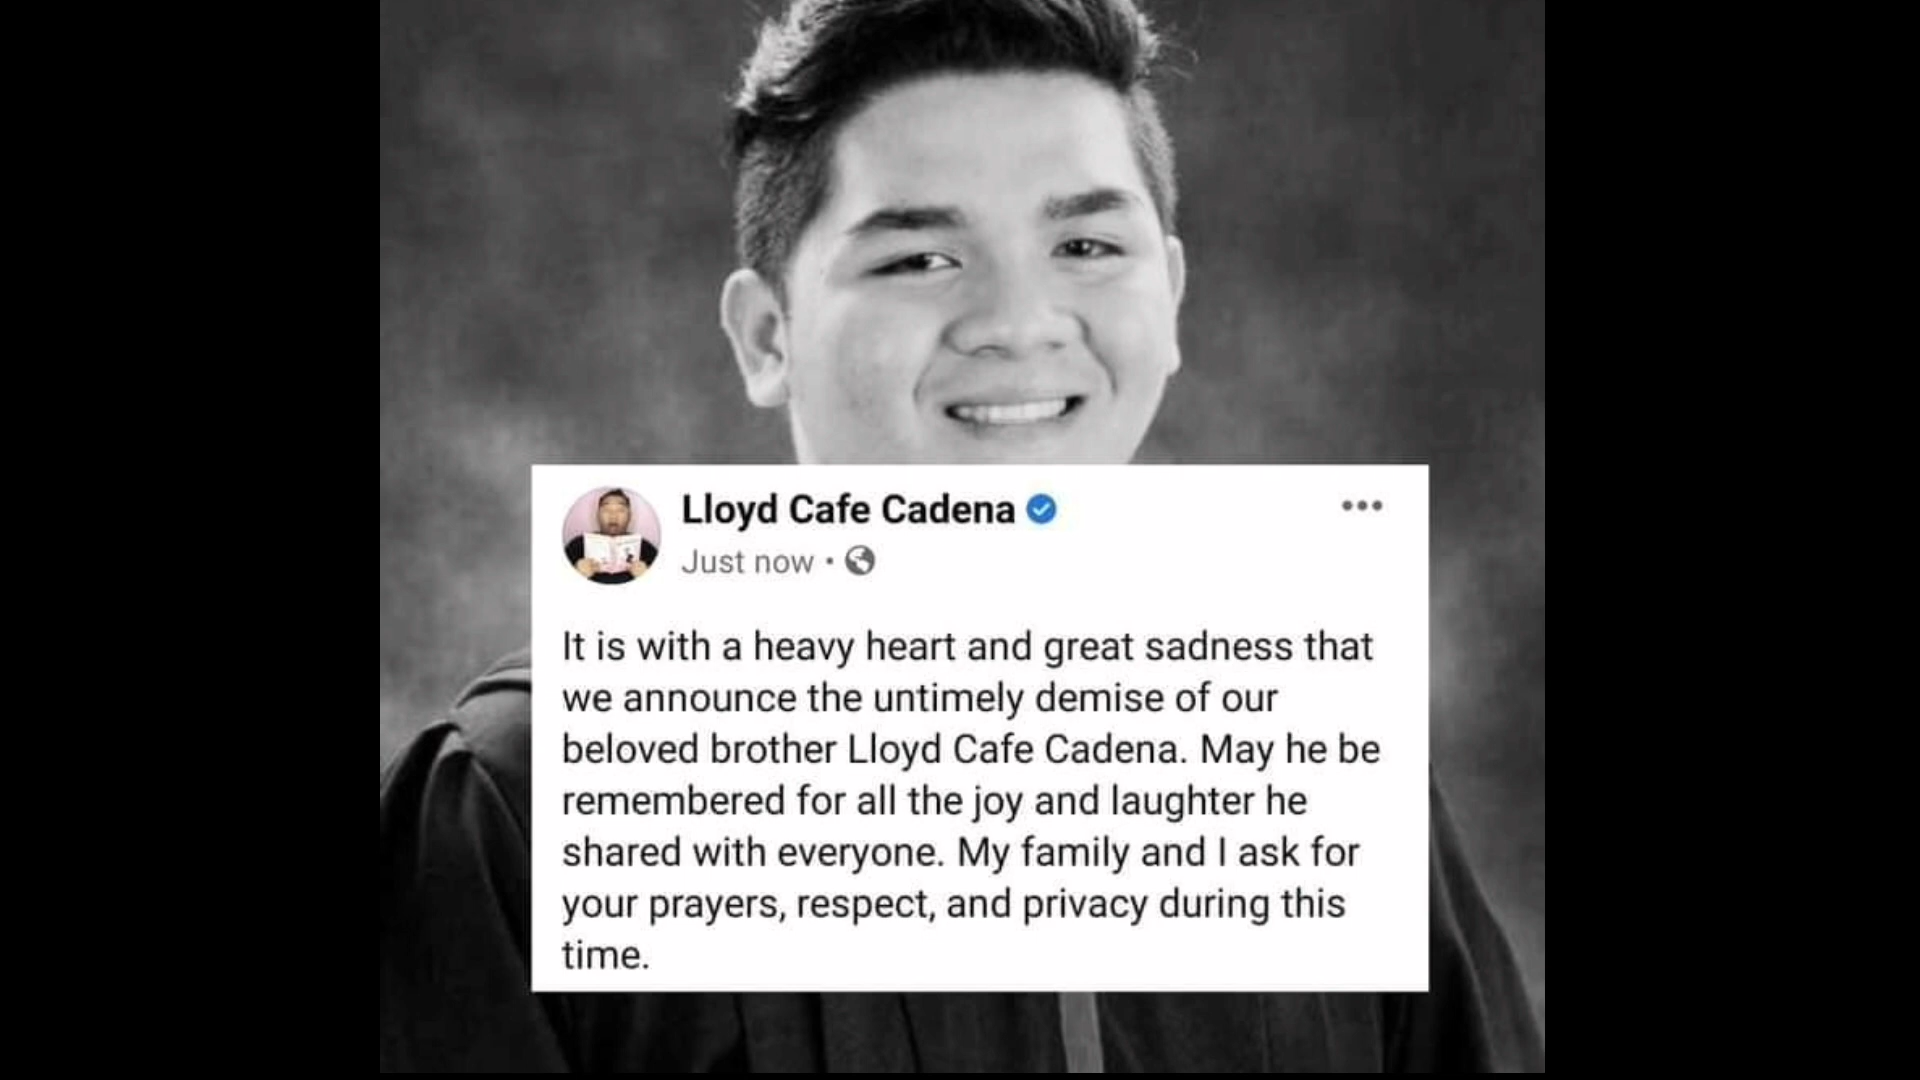 Lloyd Cafe Cadena
Just now •
It is with a heavy heart and great sadness that
we announce the untimely demise of our
beloved brother Lloyd Cafe Cadena. May he be
remembered for all the joy and laughter he
shared with everyone. My family and I ask for
your prayers, respect, and privacy during this
time.